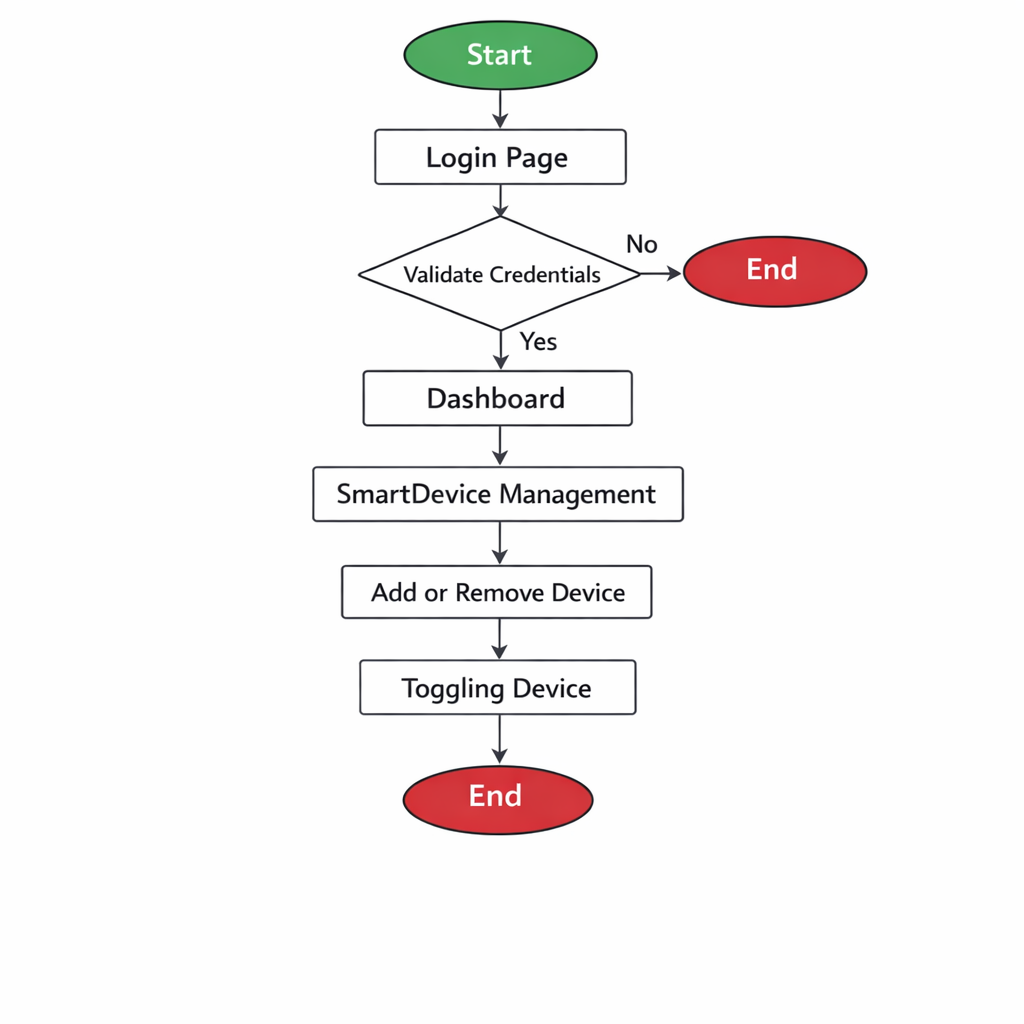 Start
Login Page
Validate Credentials
No
End
Yes
Dashboard
SmartDevice Management
Add or Remove Device
Toggling Device
End